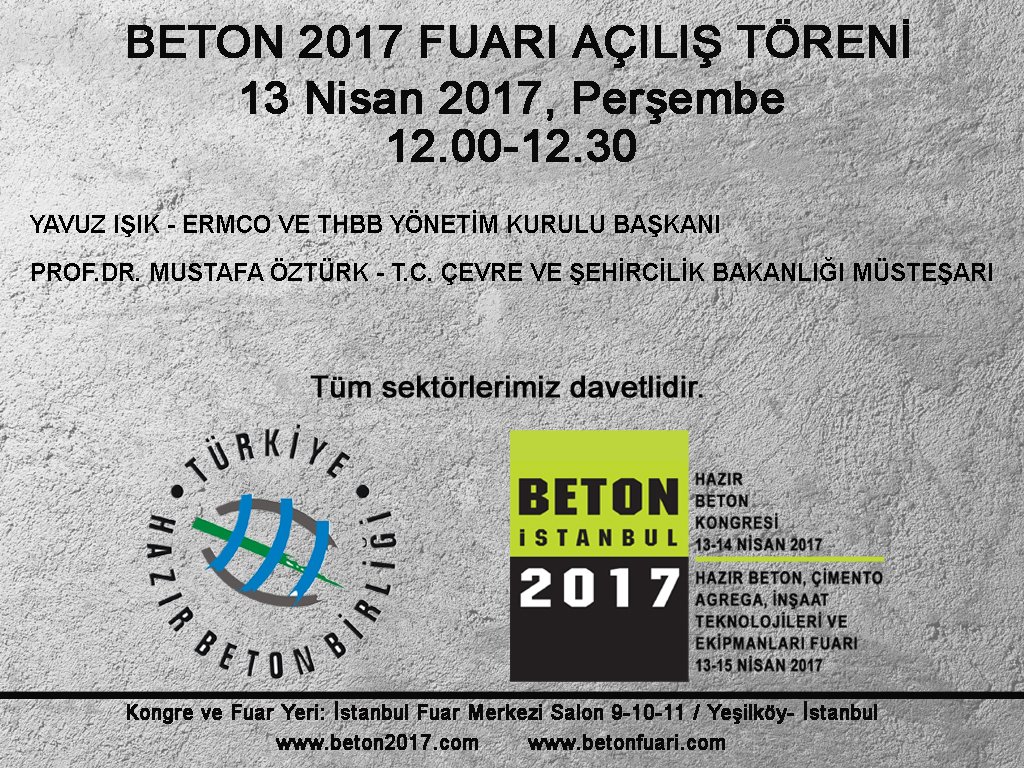 BETON 2017 FUARI AÇILIŞ TÖRENİ
13 Nisan 2017, Perşembe
12.00-12.30
YAVUZ IŞIK - ERMCO VE THBB YÖNETİM KURULU BAŞKANI
PROF.DR. MUSTAFA ÖZTÜRK - T.C. ÇEVRE VE ŞEHİRCİLİK BAKANLIĞI MÜSTEŞARI
Tüm sektörlerimiz davetlidir.
• TÜRKİYE •
HAZIR BETON BİRLİĞİ
BETON
İSTANBUL
2017
HAZIR
BETON
KONGRESİ
13-14 NİSAN 2017
HAZIR BETON, ÇİMENTO
AGREGA, İNŞAAT
TEKNOLOJİLERİ VE
EKİPMANLARI FUARI
13-15 NİSAN 2017
Kongre ve Fuar Yeri: İstanbul Fuar Merkezi Salon 9-10-11 / Yeşilköy- İstanbul
www.beton2017.com www.betonfuari.com